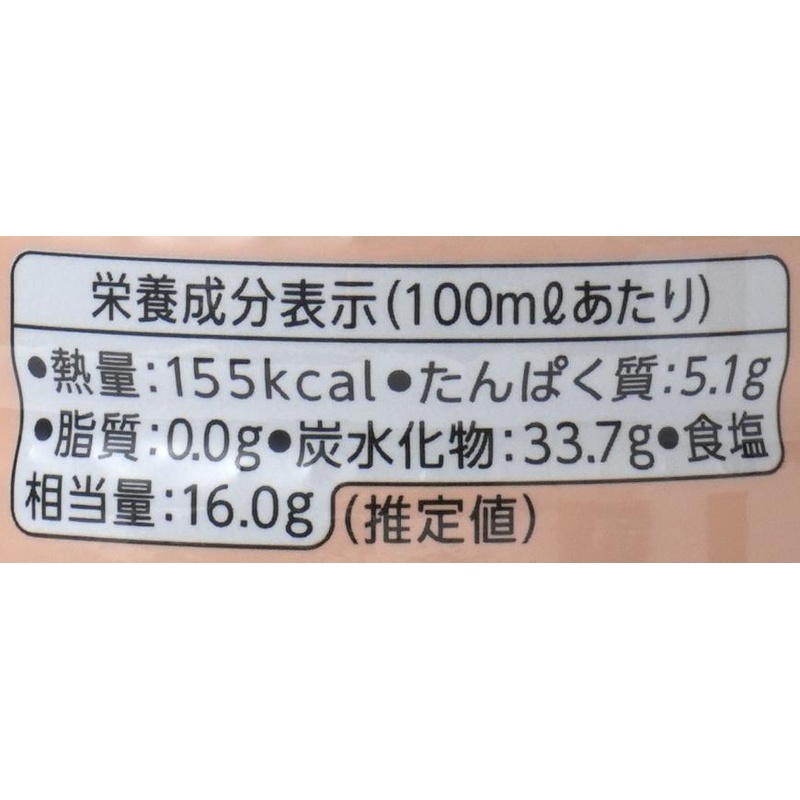 栄養成分表示(100mℓあたり)
●熱量:155kcal●たんぱく質:5.1g
●脂質:0.0g●炭水化物:33.7g●食塩
相当量:16.0g (推定値)